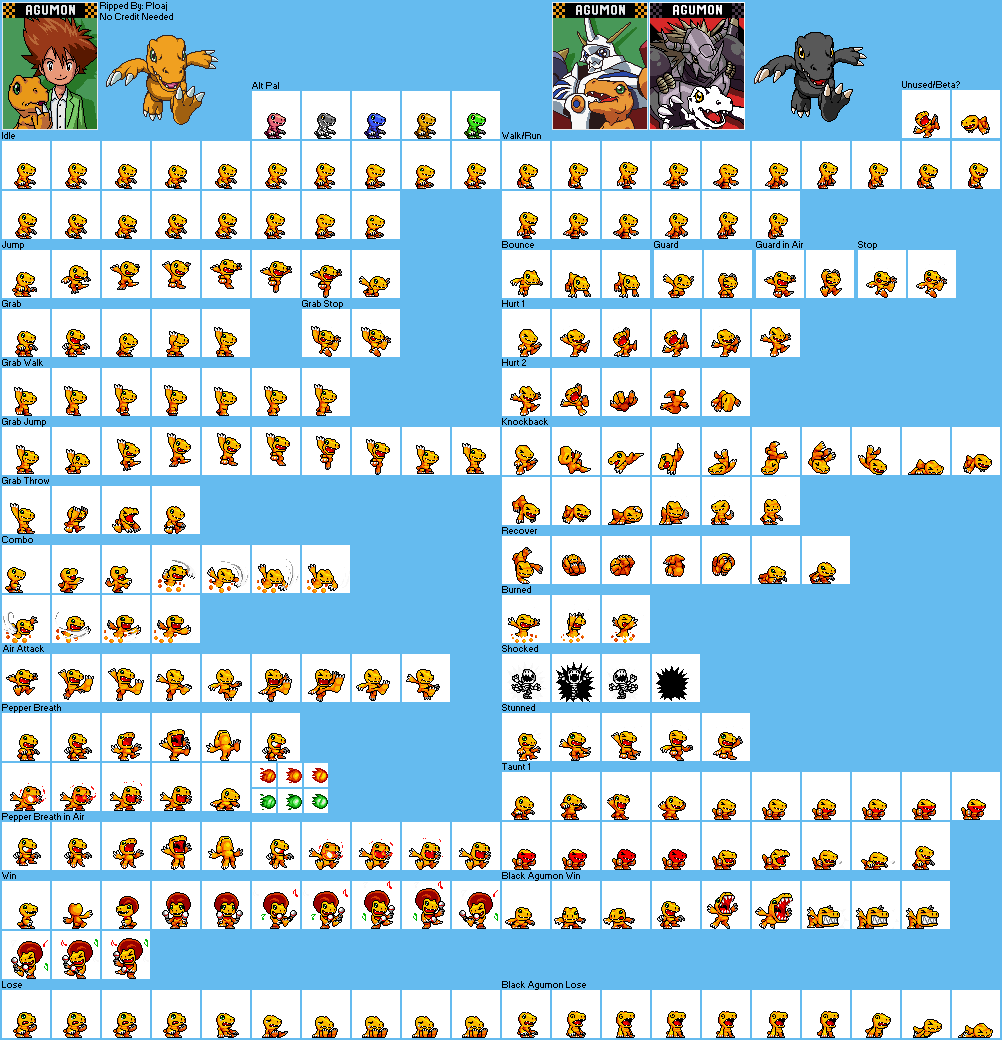 AGUMON
Ripped By: Ploaj
No Credit Needed
AGUMON
AGUMON
Alt Pal
Unused/Beta?
Idle
Walk/Run
Jump
Bounce
Guard
Guard in Air
Stop
Grab
Grab Stop
Hurt 1
Grab Walk
Hurt 2
Grab Jump
Knockback
Grab Throw
Recover
Combo
Burned
Air Attack
Shocked
Pepper Breath
Stunned
Taunt 1
Pepper Breath in Air
Win
Black Agumon Win
Lose
Black Agumon Lose